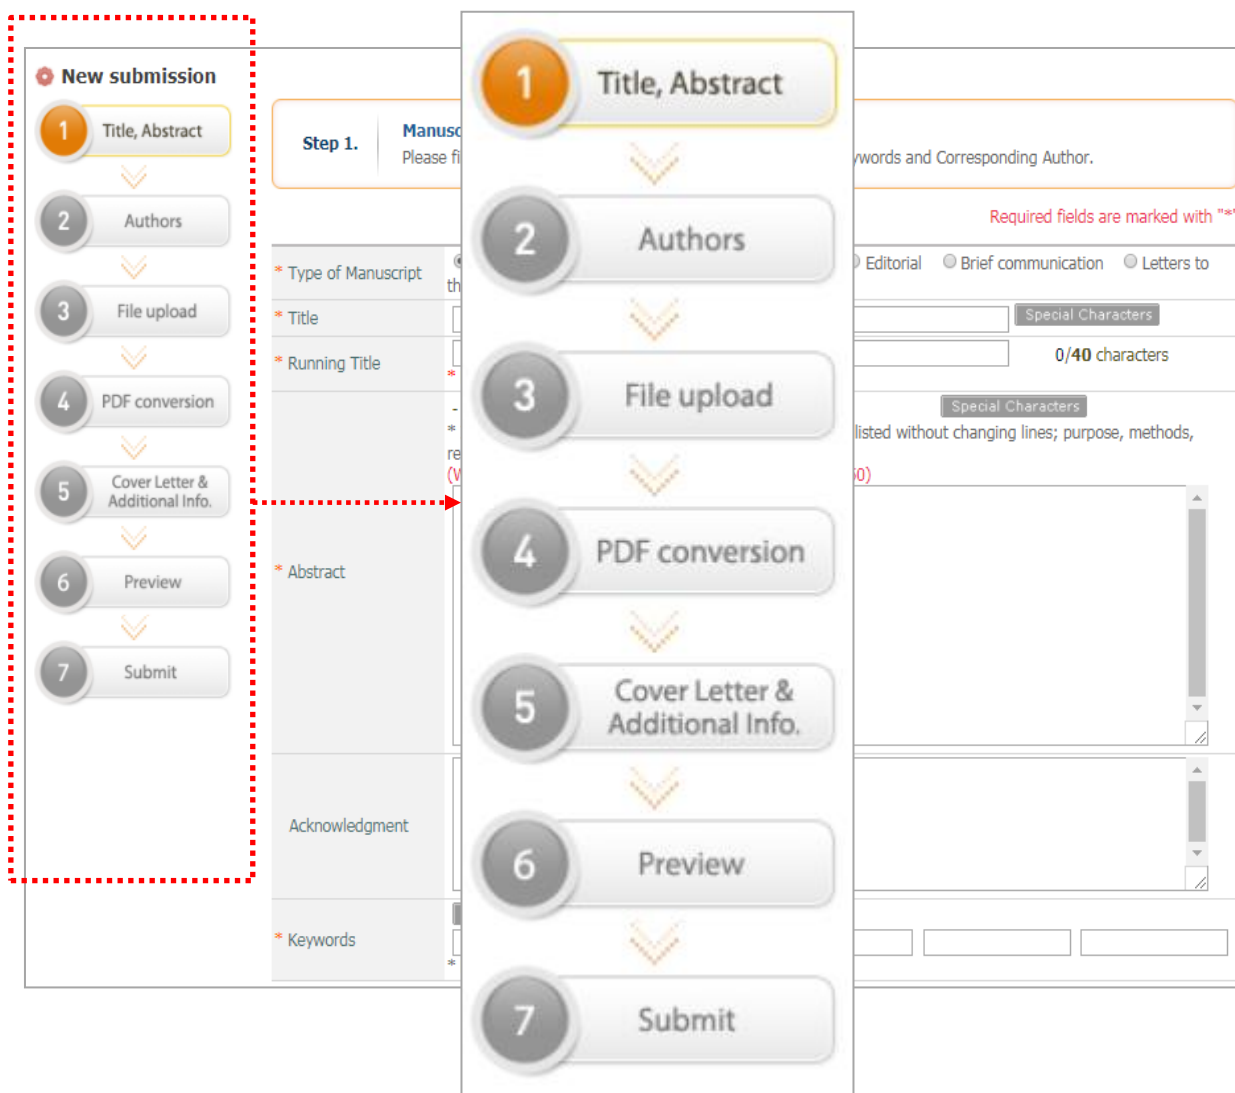 New submission
1 Title, Abstract
2 Authors
3 File upload
4 PDF conversion
5 Cover Letter &
Additional Info.
6 Preview
7 Submit
Step 1.
Please
Keywords and Corresponding Author.
Required fields are marked with "*"
* Type of Manuscript
Editorial Brief communication Letters to
* Title
Special Characters
* Running Title
0/40 characters
*
-
Special Characters
* listed without changing lines; purpose, methods,
* Abstract
Acknowledgment
* Keywords
*
1 Title, Abstract
2 Authors
3 File upload
4 PDF conversion
5 Cover Letter &
Additional Info.
6 Preview
7 Submit